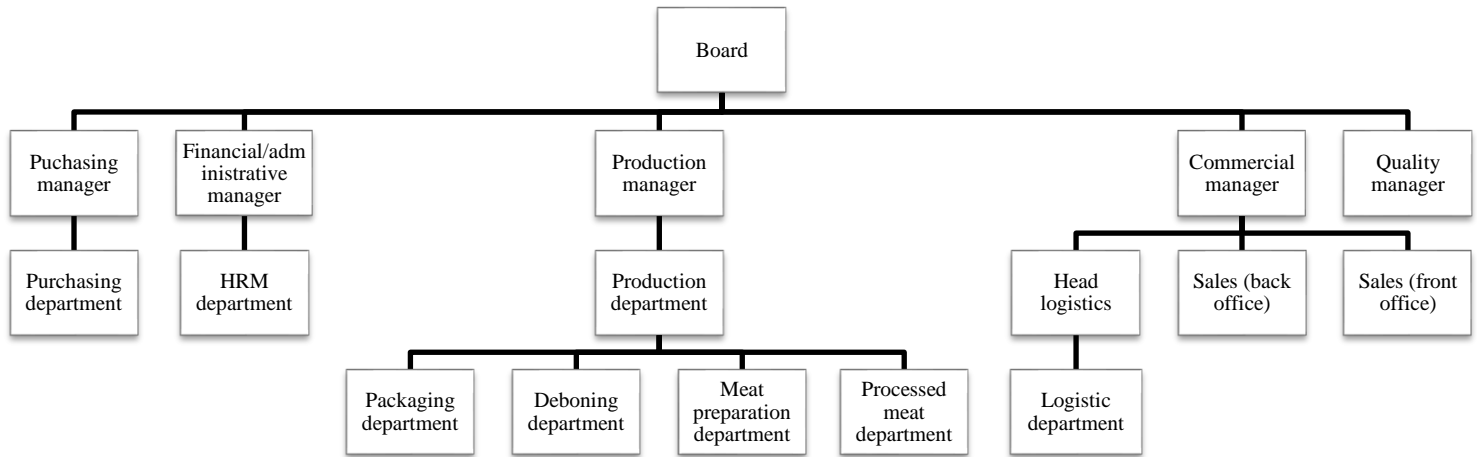 Board
Puchasing
manager
Financial/adm
inistrative
manager
Production
manager
Commercial
manager
Quality
manager
Purchasing
department
HRM
department
Production
department
Head
logistics
Sales (back
office)
Sales (front
office)
Packaging
department
Deboning
department
Meat
preparation
department
Processed
meat
department
Logistic
department